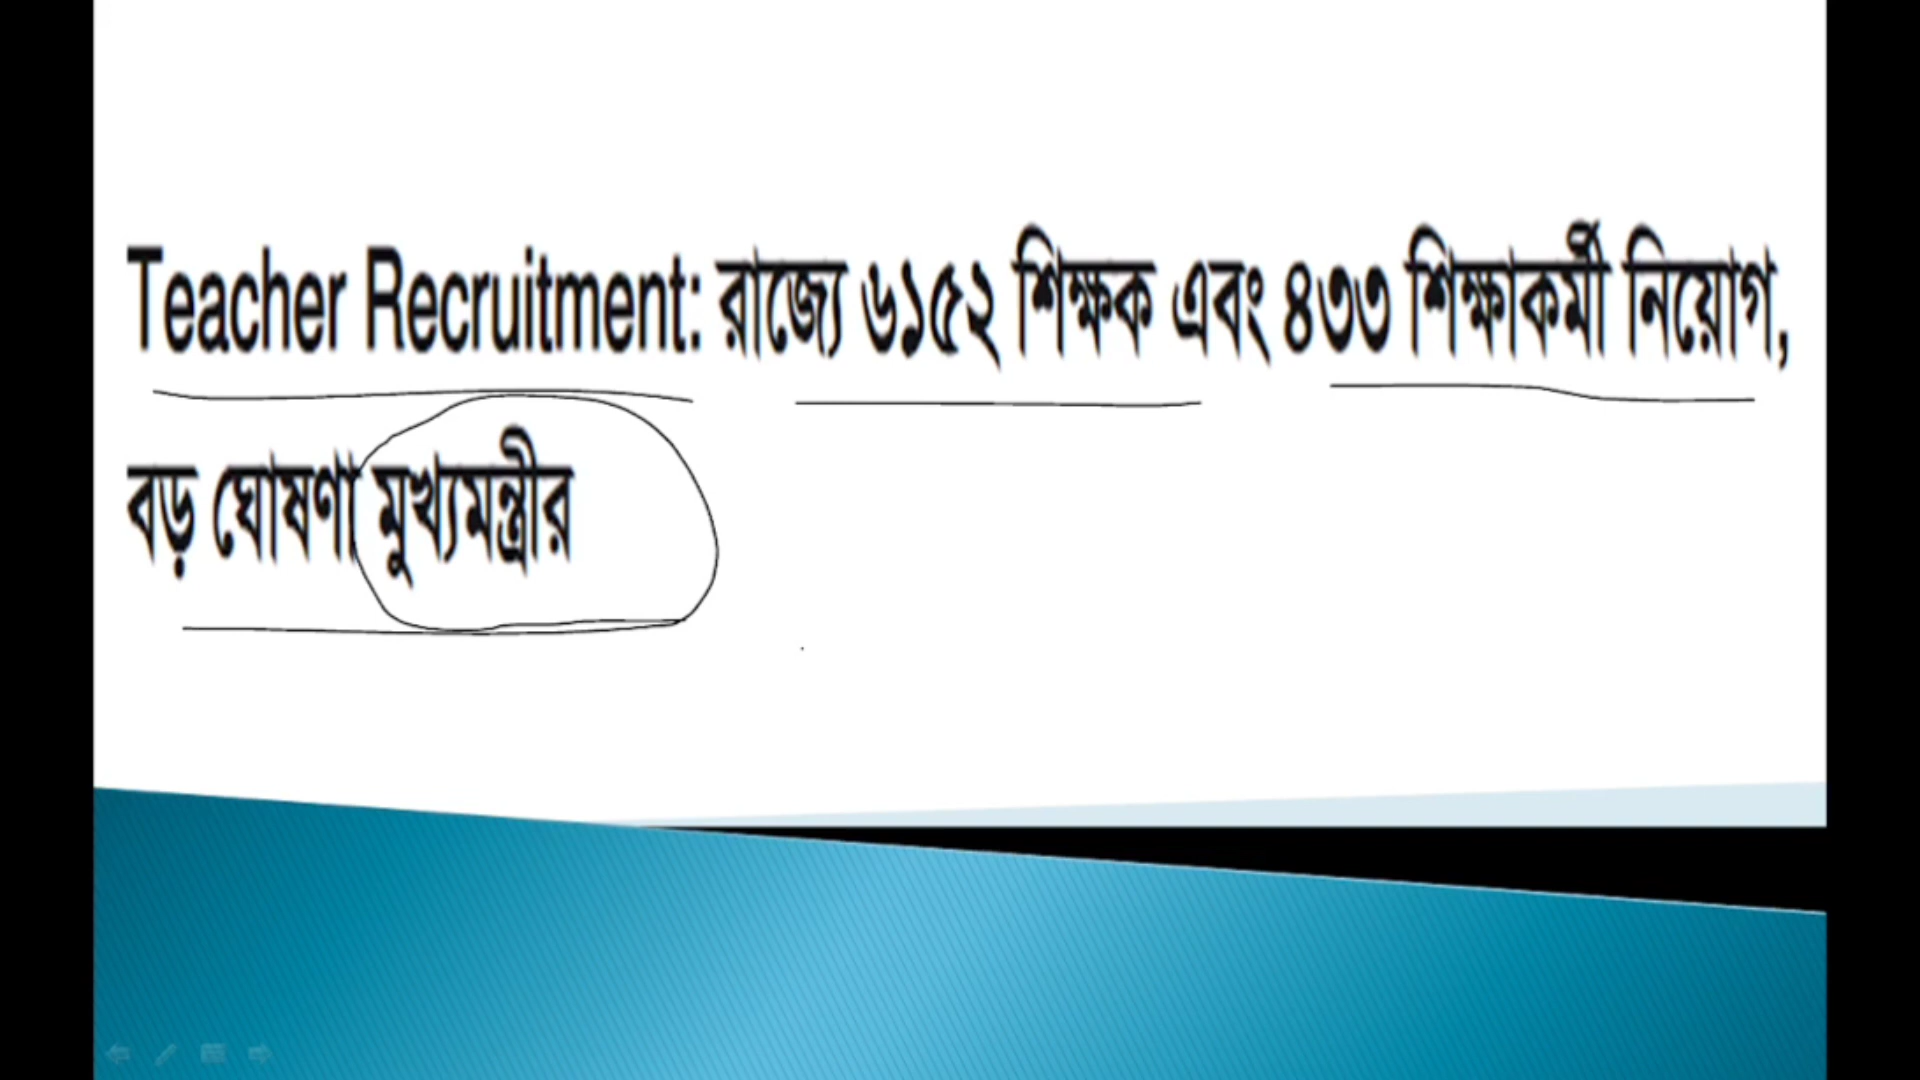 Teacher Recruitment: রাজ্যে ৬১৫২ শিক্ষক এবং ৪৩৩ শিক্ষাকর্মী নিয়োগ,
বড় ঘোষণা মুখ্যমন্ত্রীর